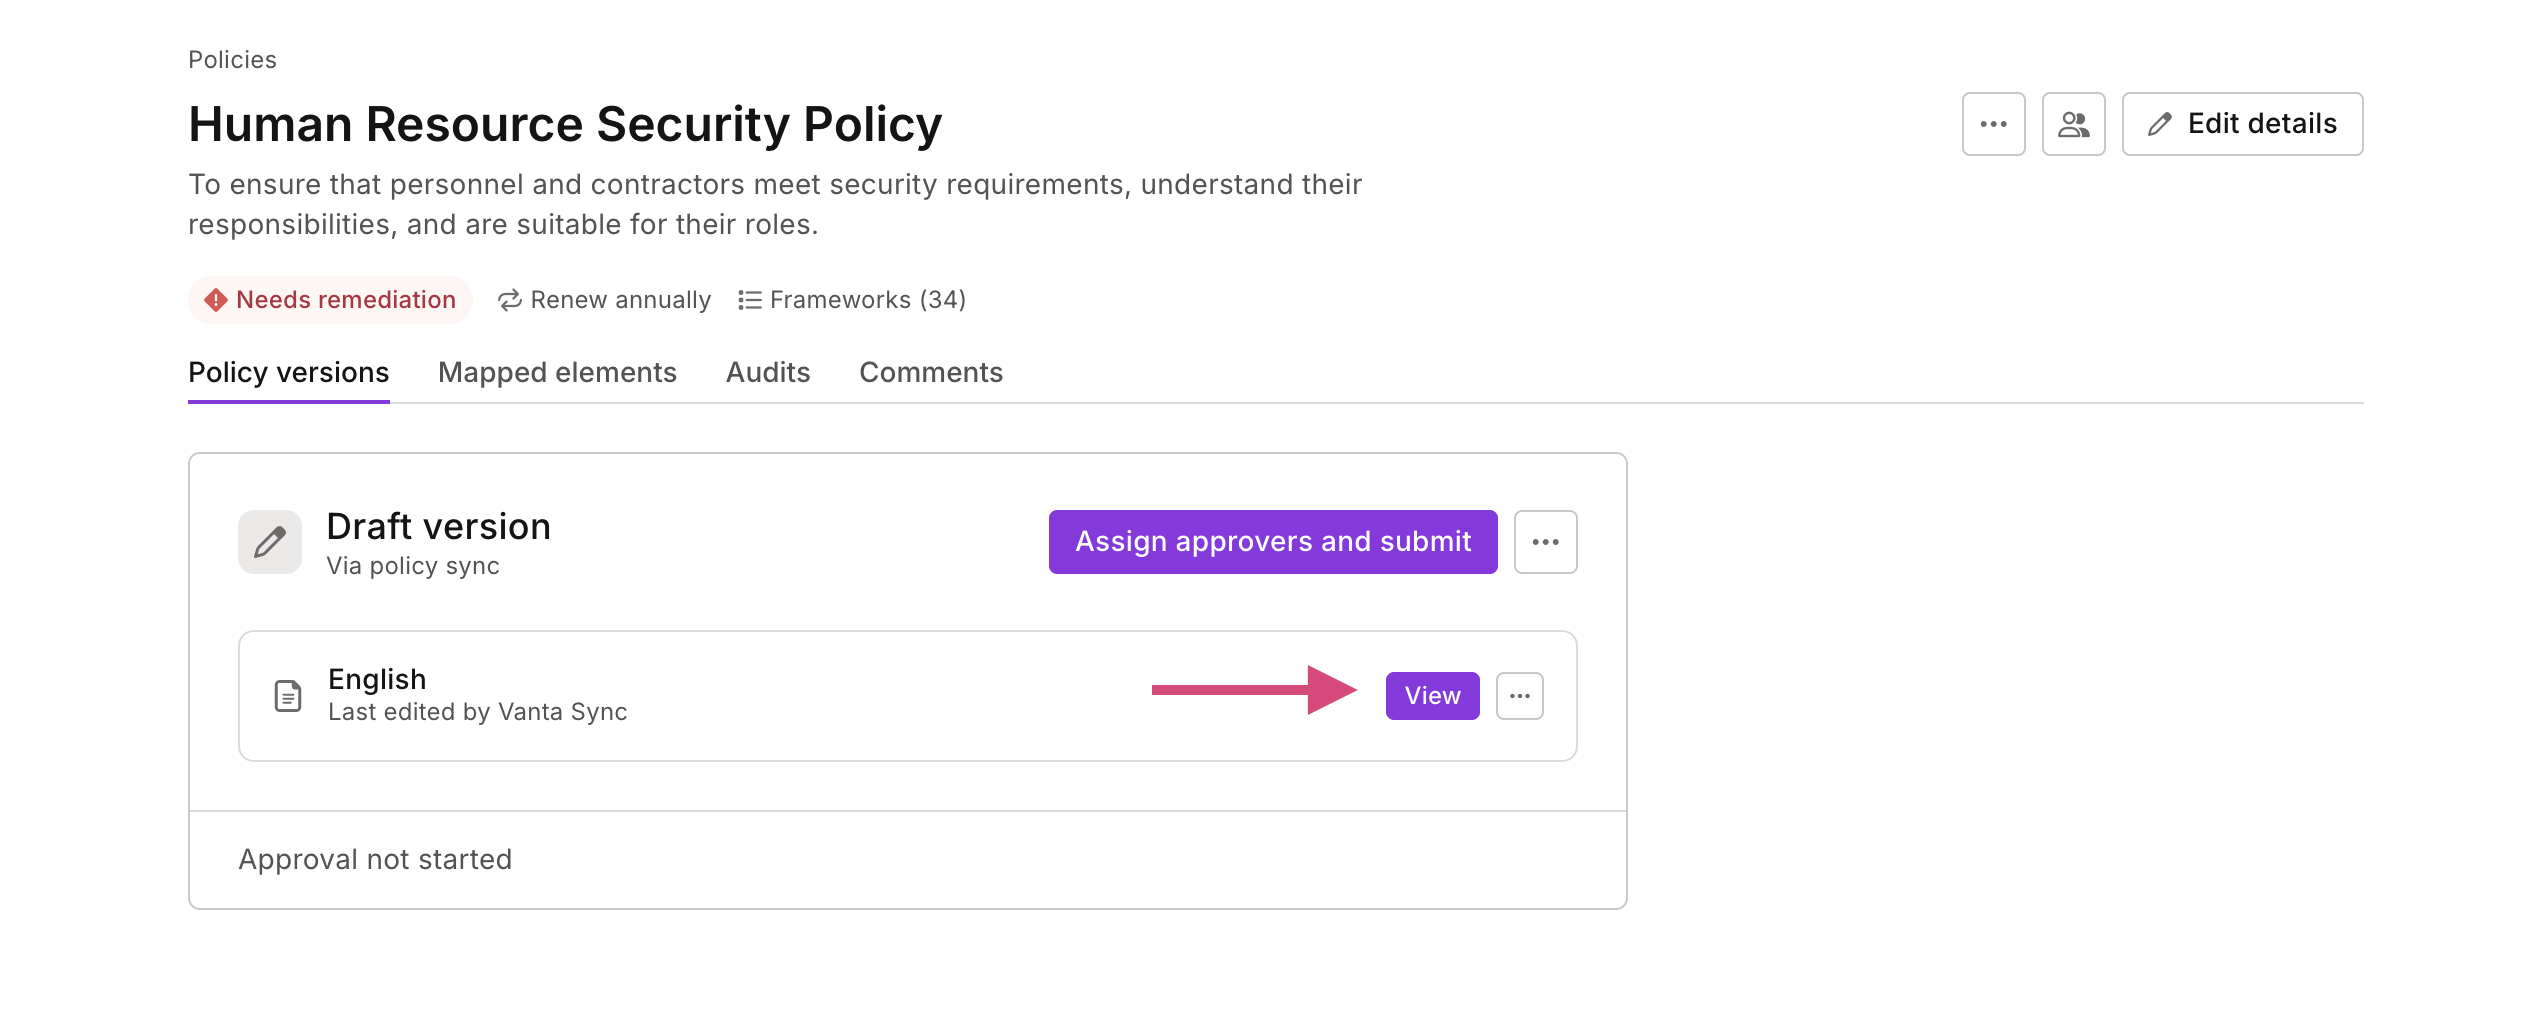 Policies
Human Resource Security Policy
Edit details
To ensure that personnel and contractors meet security requirements, understand their
responsibilities, and are suitable for their roles.
Needs remediation
Renew annually
Frameworks (34)
Policy versions
Mapped elements
Audits
Comments
Draft version
Via policy sync
Assign approvers and submit
English
Last edited by Vanta Sync
View
Approval not started